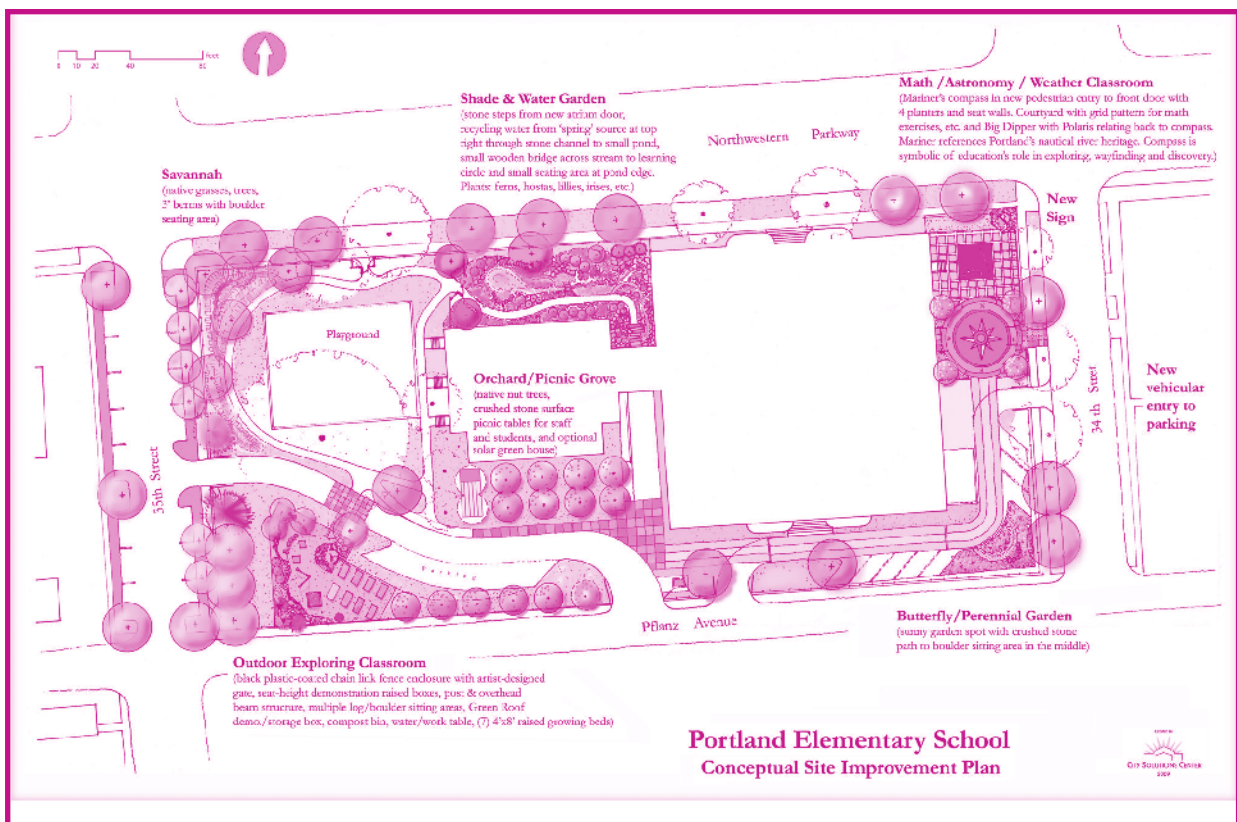 0 10 20 40 80 Feet
Shade & Water Garden
(stone steps from new atrium door,
recycling water from 'spring' source at top
right through stone channel to small pond,
small wooden bridge across stream to learning
circle and small seating area at pond edge.
Plants: ferns, hostas, lillies, irises, etc.)
Math /Astronomy / Weather Classroom
(Mariner's compass in new pedestrian entry to front door with
4 planters and seat walls. Courtyard with grid pattern for math
exercises, etc. and Big Dipper with Polaris relating back to compass.
Mariner references Portland's nautical river heritage. Compass is
symbolic of education's role in exploring, wayfinding and discovery.)
Northwestern Parkway
Savannah
(native grasses, trees,
3' berms with boulder
seating area)
New
Sign
Playground
Orchard/Picnic Grove
(native nut trees,
crushed stone surface
picnic tables for staff
and students, and optional
solar green house)
New
vehicular
entry to
parking
34th Street
35th Street
Pflanz Avenue
Butterfly/Perennial Garden
(sunny garden spot with crushed stone
path to boulder sitting area in the middle)
Outdoor Exploring Classroom
(black plastic-coated chain link fence enclosure with artist-designed
gate, seat-height demonstration raised boxes, post & overhead
beam structure, multiple log/boulder sitting areas, Green Roof
demo./storage box, compost bin, water/work table, (7) 4'x8' raised growing beds)
Portland Elementary School
Conceptual Site Improvement Plan
City Solutions Center
2009